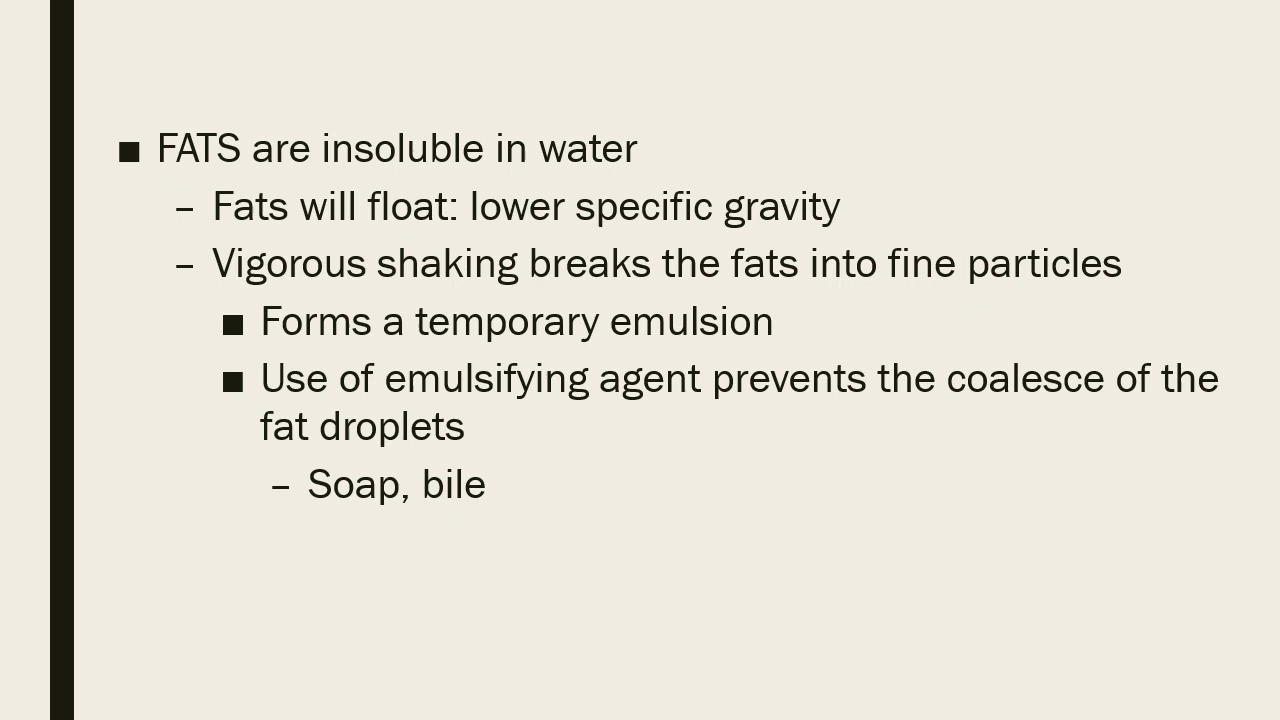 ■ FATS are insoluble in water
– Fats will float: lower specific gravity
– Vigorous shaking breaks the fats into fine particles
■ Forms a temporary emulsion
■ Use of emulsifying agent prevents the coalesce of the
fat droplets
– Soap, bile